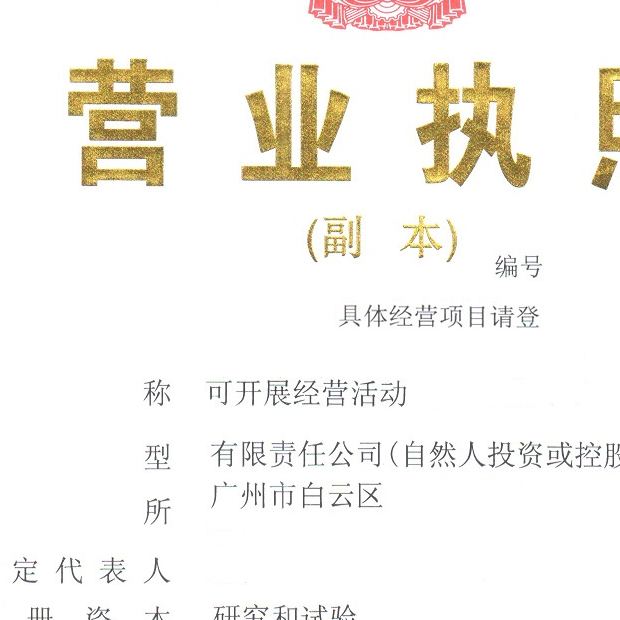 营业执照
(副 本)
编号
具体经营项目请登
称 可开展经营活动
型 有限责任公司(自然人投资或控股
所 广州市白云区
定代表人
册资本 研究和试验